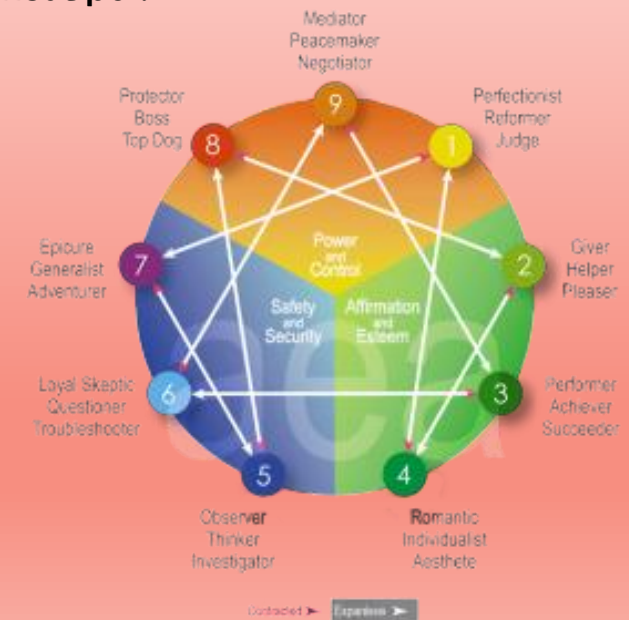 Mediator
Peacemaker
Negotiator
9
Protector
Boss
Top Dog
8
Perfectionist
Reformer
Judge
1
Epicure
Generalist
Adventurer
7
Power
and
Control
2
Giver
Helper
Pleaser
Safety
and
Security
Affirmation
and
Esteem
aea
Loyal Skeptic
Questioner
Troubleshooter
6
3
Performer
Achiever
Succeeder
5
4
Observer
Thinker
Investigator
Romantic
Individualist
Aesthete
Contracted
Expansion